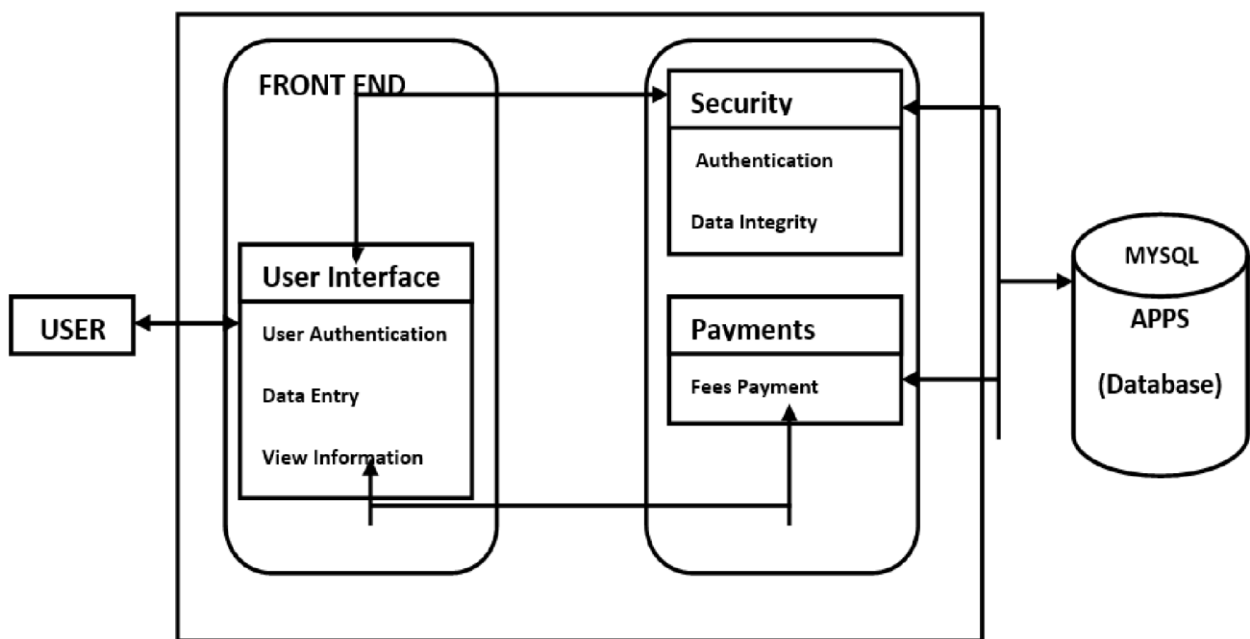 FRONT END
Security
Authentication
Data Integrity
User Interface
User Authentication
Data Entry
View Information
USER
Payments
Fees Payment
MYSQL
APPS
(Database)